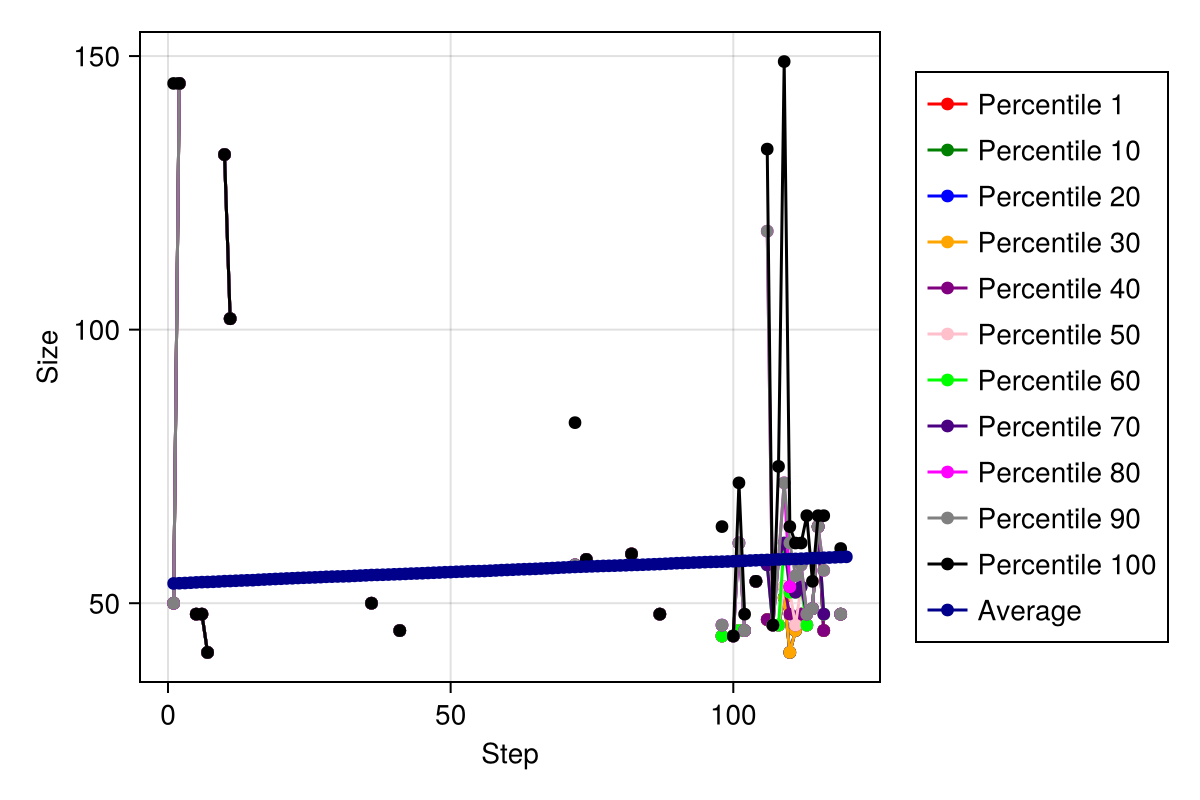 150
100
50
Size
0
50
100
Step
Percentile 1
Percentile 10
Percentile 20
Percentile 30
Percentile 40
Percentile 50
Percentile 60
Percentile 70
Percentile 80
Percentile 90
Percentile 100
Average